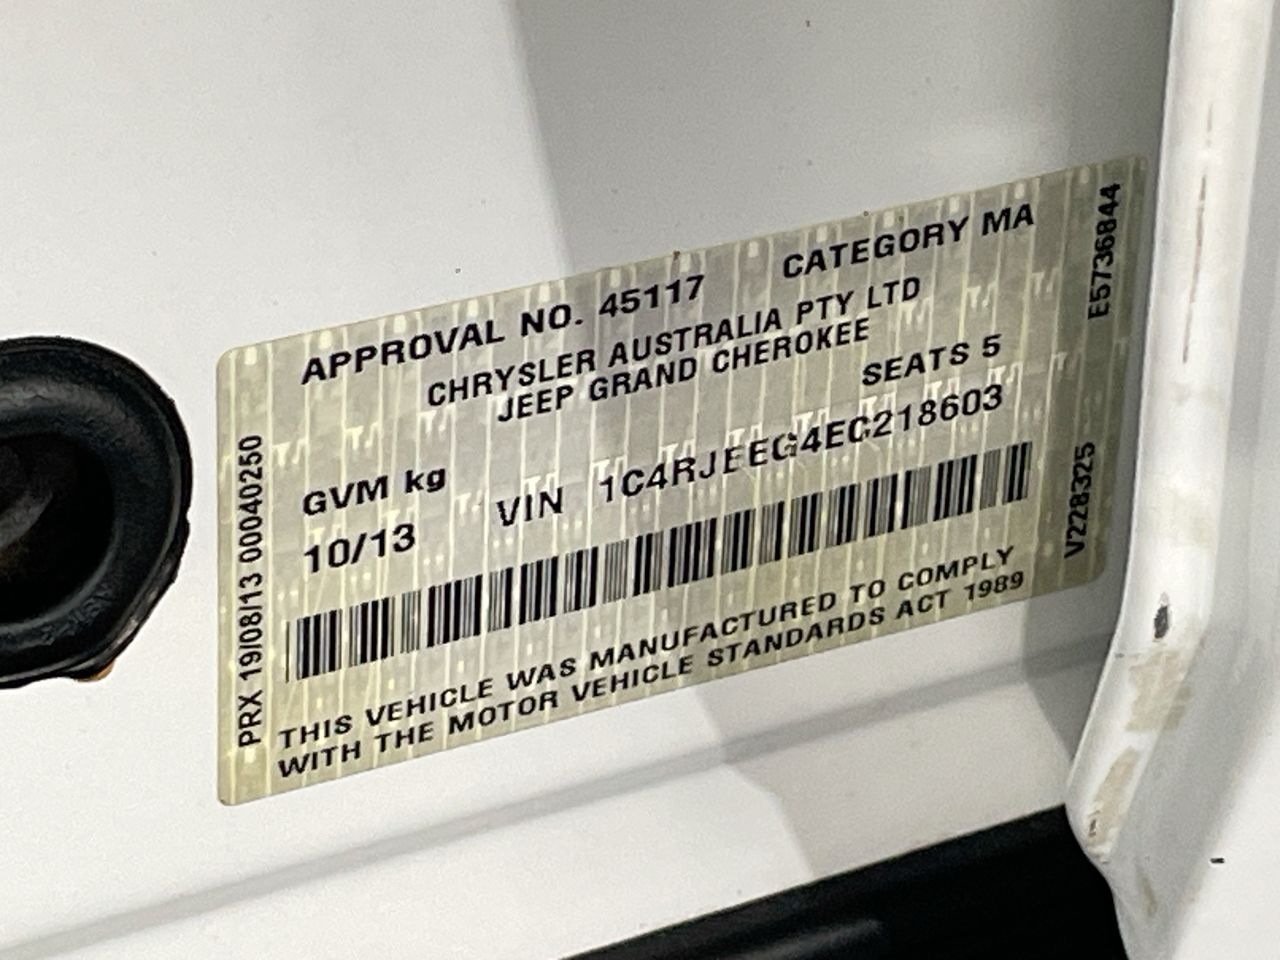 APPROVAL NO. 45117 CATEGORY MA
CHRYSLER AUSTRALIA PTY LTD
JEEP GRAND CHEROKEE
SEATS 5
GVM kg
10/13
VIN 1C4RJEEG4EC218603
THIS VEHICLE WAS MANUFACTURED TO COMPLY
WITH THE MOTOR VEHICLE STANDARDS ACT 1989
PRX 19/08/13 00040250
E5736844
V228325